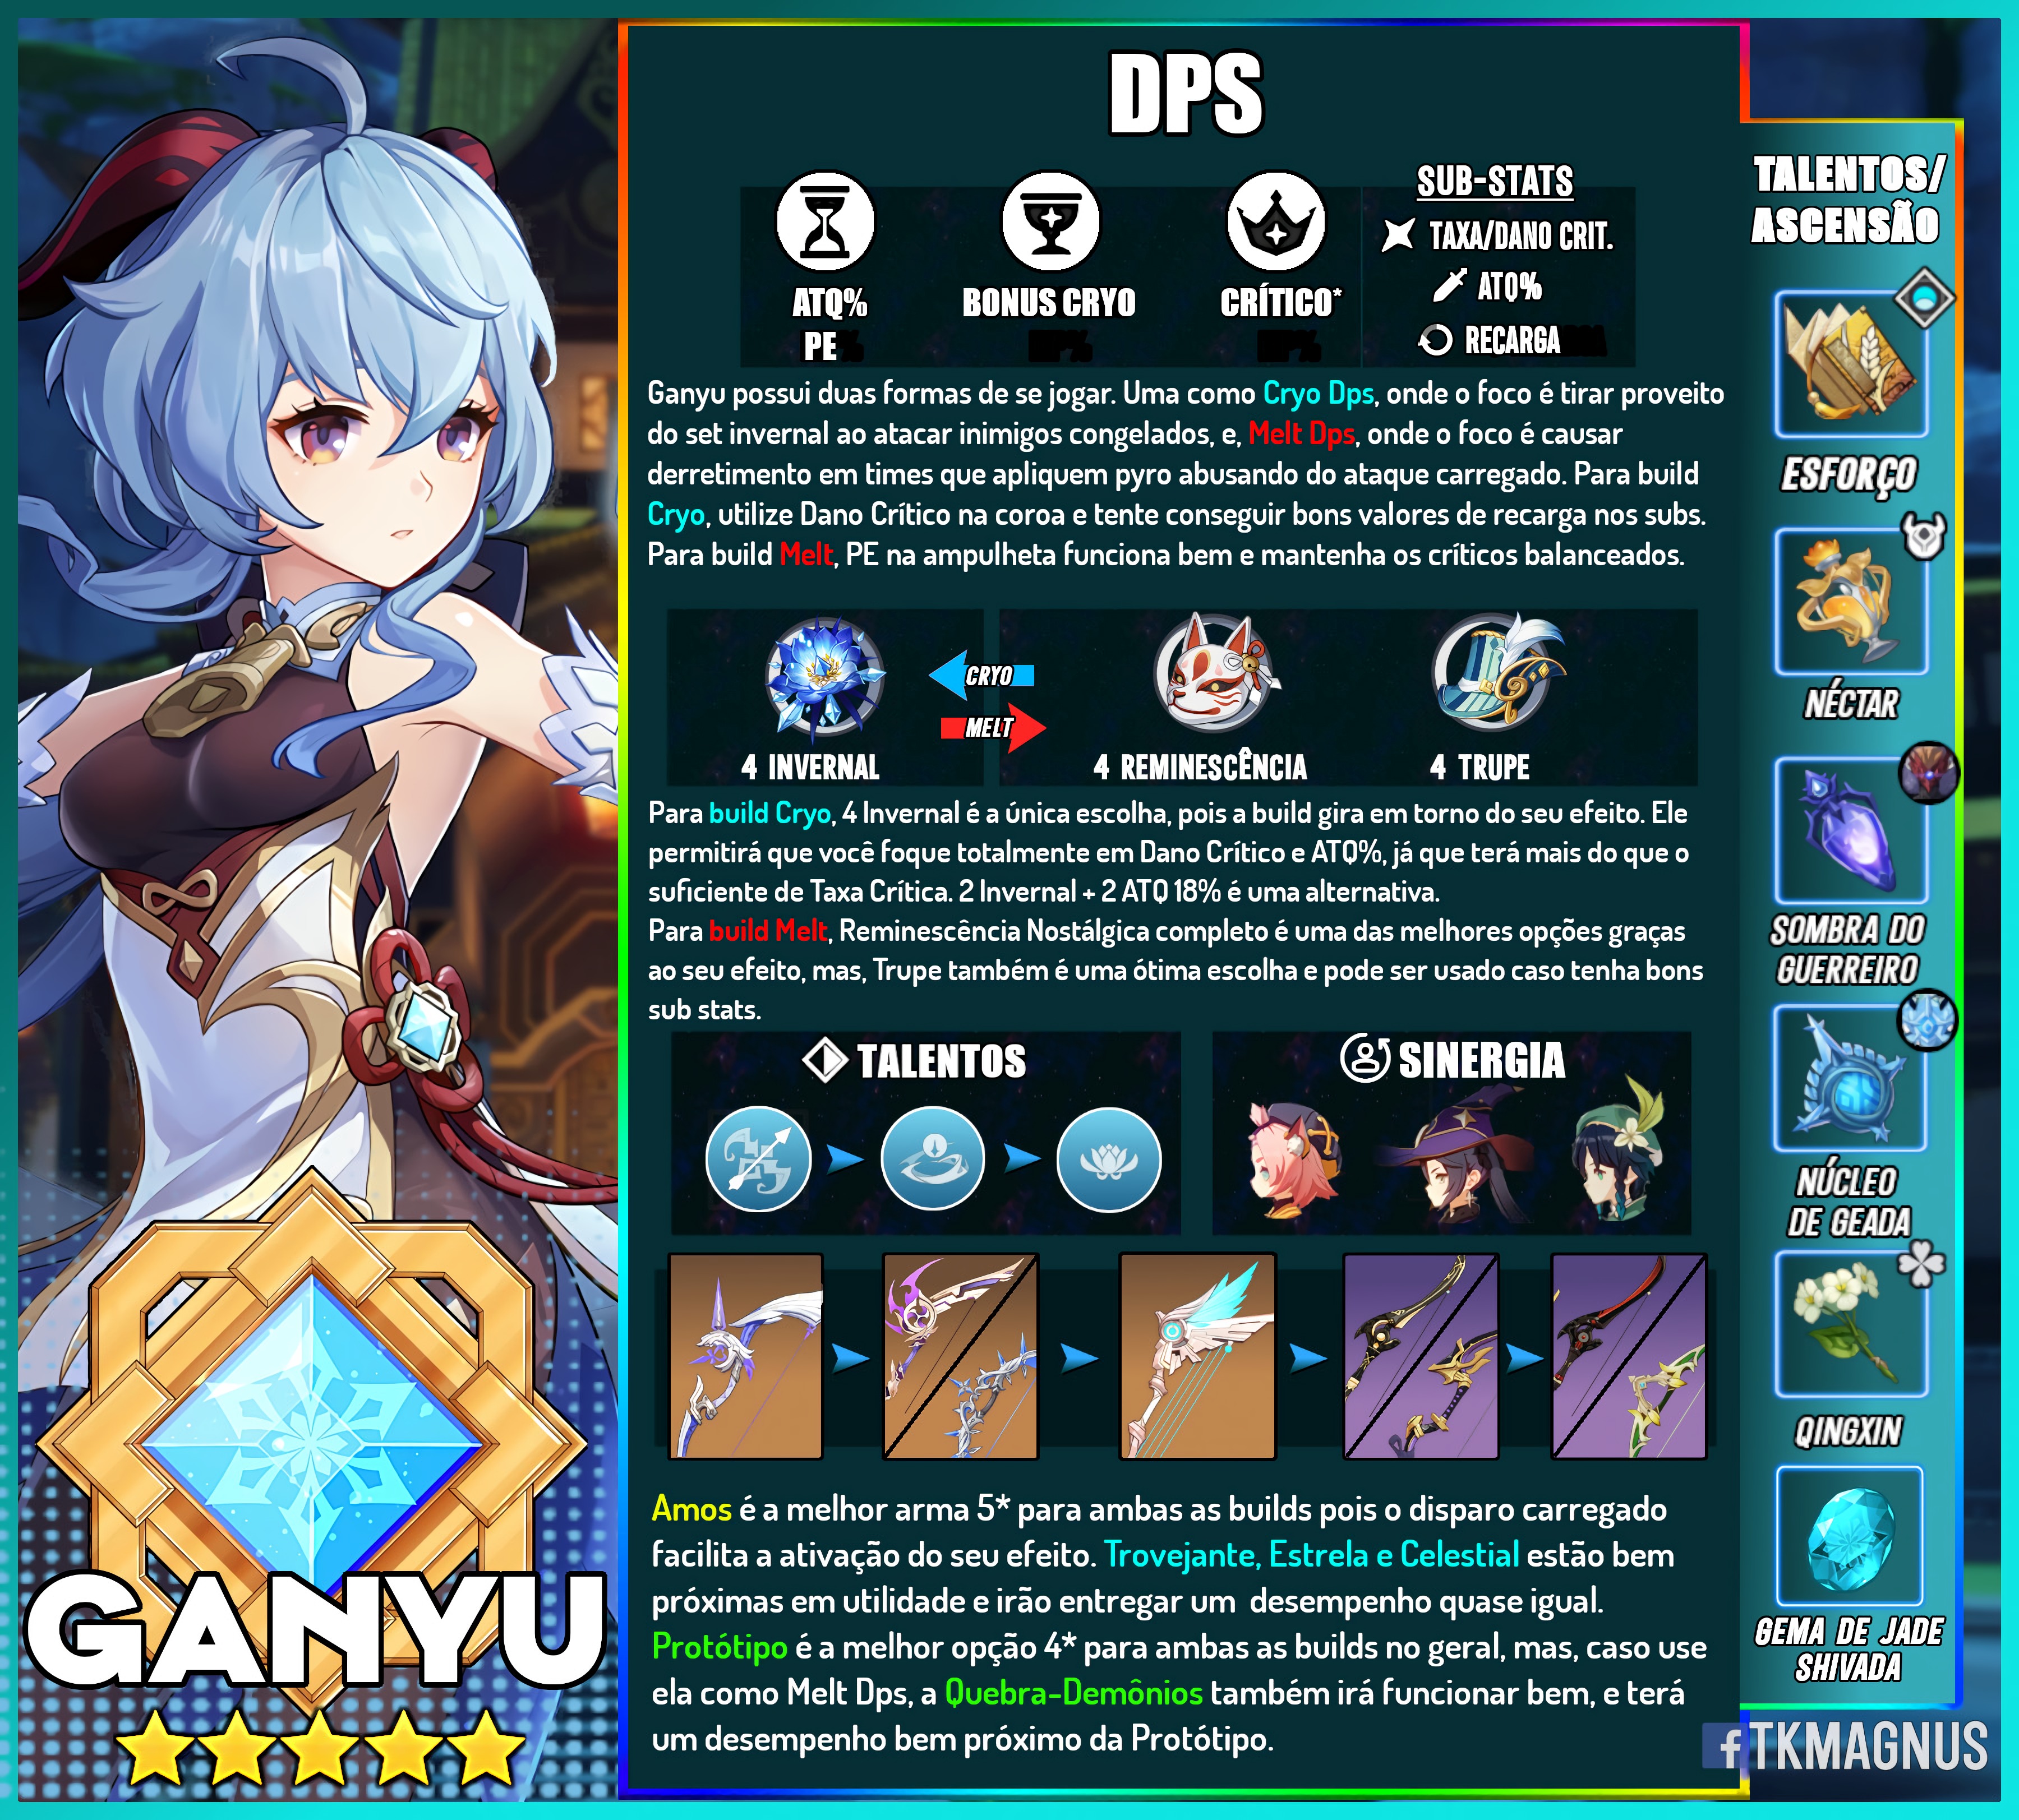 DPS
ATQ%
PE
BONUS CRYO
CRÍTICO*
SUB-STATS
TAXA/DANO CRIT.
ATQ%
RECARGA
Ganyu possui duas formas de se jogar. Uma como Cryo Dps, onde o foco é tirar proveito
do set invernal ao atacar inimigos congelados, e, Melt Dps, onde o foco é causar
derretimento em times que apliquem pyro abusando do ataque carregado. Para build
Cryo, utilize Dano Crítico na coroa e tente conseguir bons valores de recarga nos subs.
Para build Melt, PE na ampulheta funciona bem e mantenha os críticos balanceados.
CRYO
MELT
4 INVERNAL
4 REMINESCÊNCIA
4 TRUPE
Para build Cryo, 4 Invernal é a única escolha, pois a build gira em torno do seu efeito. Ele
permitirá que você foque totalmente em Dano Crítico e ATQ%, já que terá mais do que o
suficiente de Taxa Crítica. 2 Invernal + 2 ATQ 18% é uma alternativa.
Para build Melt, Reminescência Nostálgica completo é uma das melhores opções graças
ao seu efeito, mas, Trupe também é uma ótima escolha e pode ser usado caso tenha bons
sub stats.
TALENTOS
SINERGIA
Amos é a melhor arma 5* para ambas as builds pois o disparo carregado
facilita a ativação do seu efeito. Trovejante, Estrela e Celestial estão bem
próximas em utilidade e irão entregar um desempenho quase igual.
Protótipo é a melhor opção 4* para ambas as builds no geral, mas, caso use
ela como Melt Dps, a Quebra-Demônios também irá funcionar bem, e terá
um desempenho bem próximo da Protótipo.
TALENTOS/
ASCENSÃO
ESFORÇO
NÉCTAR
SOMBRA DO
GUERREIRO
NÚCLEO
DE GEADA
QINGXIN
GEMA DE JADE
SHIVADA
GANYU
f TKMAGNUS